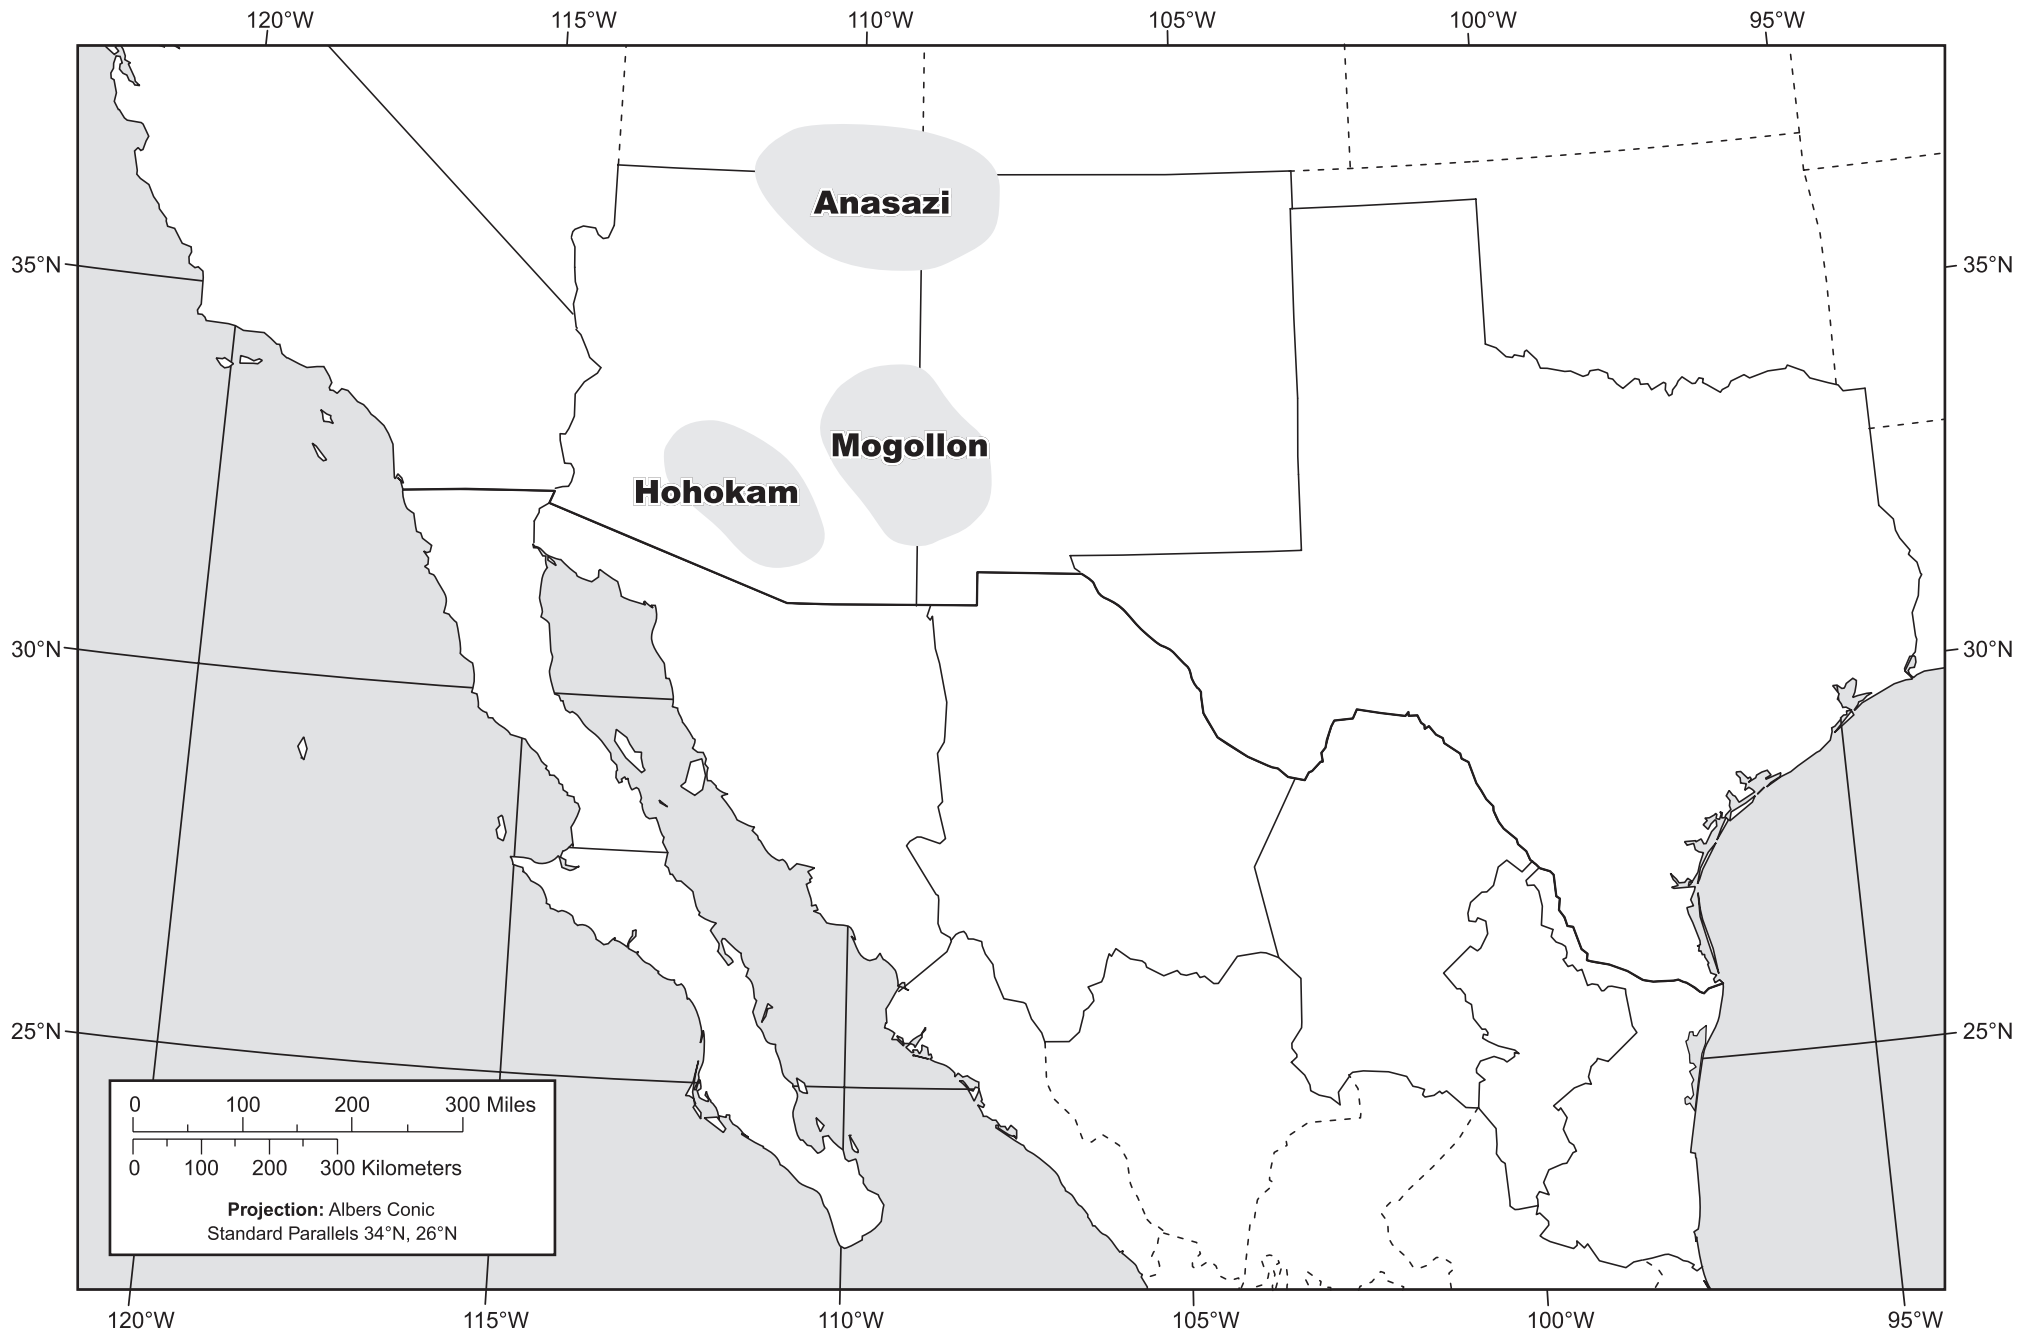 120°W 115°W 110°W 105°W 100°W 95°W
Anasazi
35°N 35°N
Mogollon
Hohokam
30°N 30°N
25°N 25°N
0 100 200 300 Miles
0 100 200 300 Kilometers
Projection: Albers Conic
Standard Parallels 34°N, 26°N
120°W 115°W 110°W 105°W 100°W 95°W